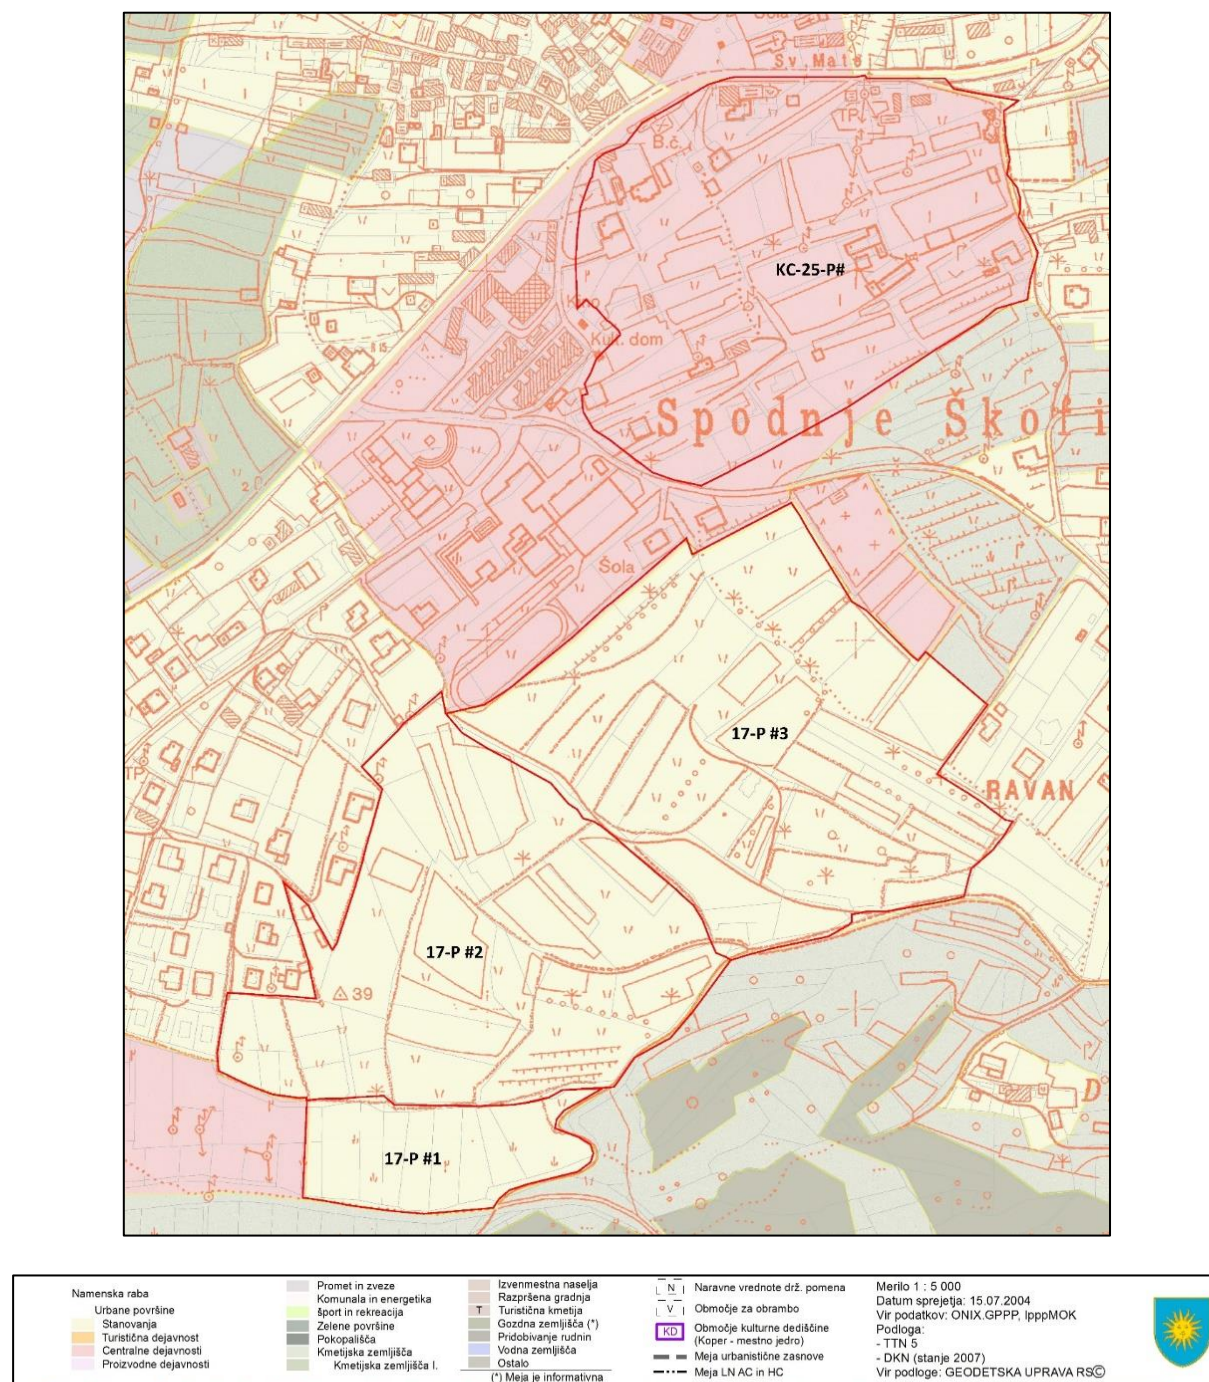 Šola
Sv. Matej
TP
B.č.
KC-25-P#
Kult. dom
Spodnje Škofi
Šola
17-P #3
RAVAN
TP
17-P #2
39
D
17-P #1
Namenska raba
Urbane površine
Stanovanja
Turistična dejavnost
Centralne dejavnosti
Proizvodne dejavnosti
Promet in zveze
Komunala in energetika
šport in rekreacija
Zelene površine
Pokopališča
Kmetijska zemljišča
Kmetijska zemljišča I.
Izvenmestna naselja
Razpršena gradnja
T Turistična kmetija
Gozdna zemljišča (*)
Pridobivanje rudnin
Vodna zemljišča
Ostalo
(*) Meja je informativna
N Naravne vrednote drž. pomena
V Območje za obrambo
KD Območje kulturne dediščine
(Koper - mestno jedro)
Meja urbanistične zasnove
Meja LN AC in HC
Merilo 1 : 5 000
Datum sprejetja: 15.07.2004
Vir podatkov: ONIX.GPPP, IpppMOK
Podloga:
- TTN 5
- DKN (stanje 2007)
Vir podloge: GEODETSKA UPRAVA RS©